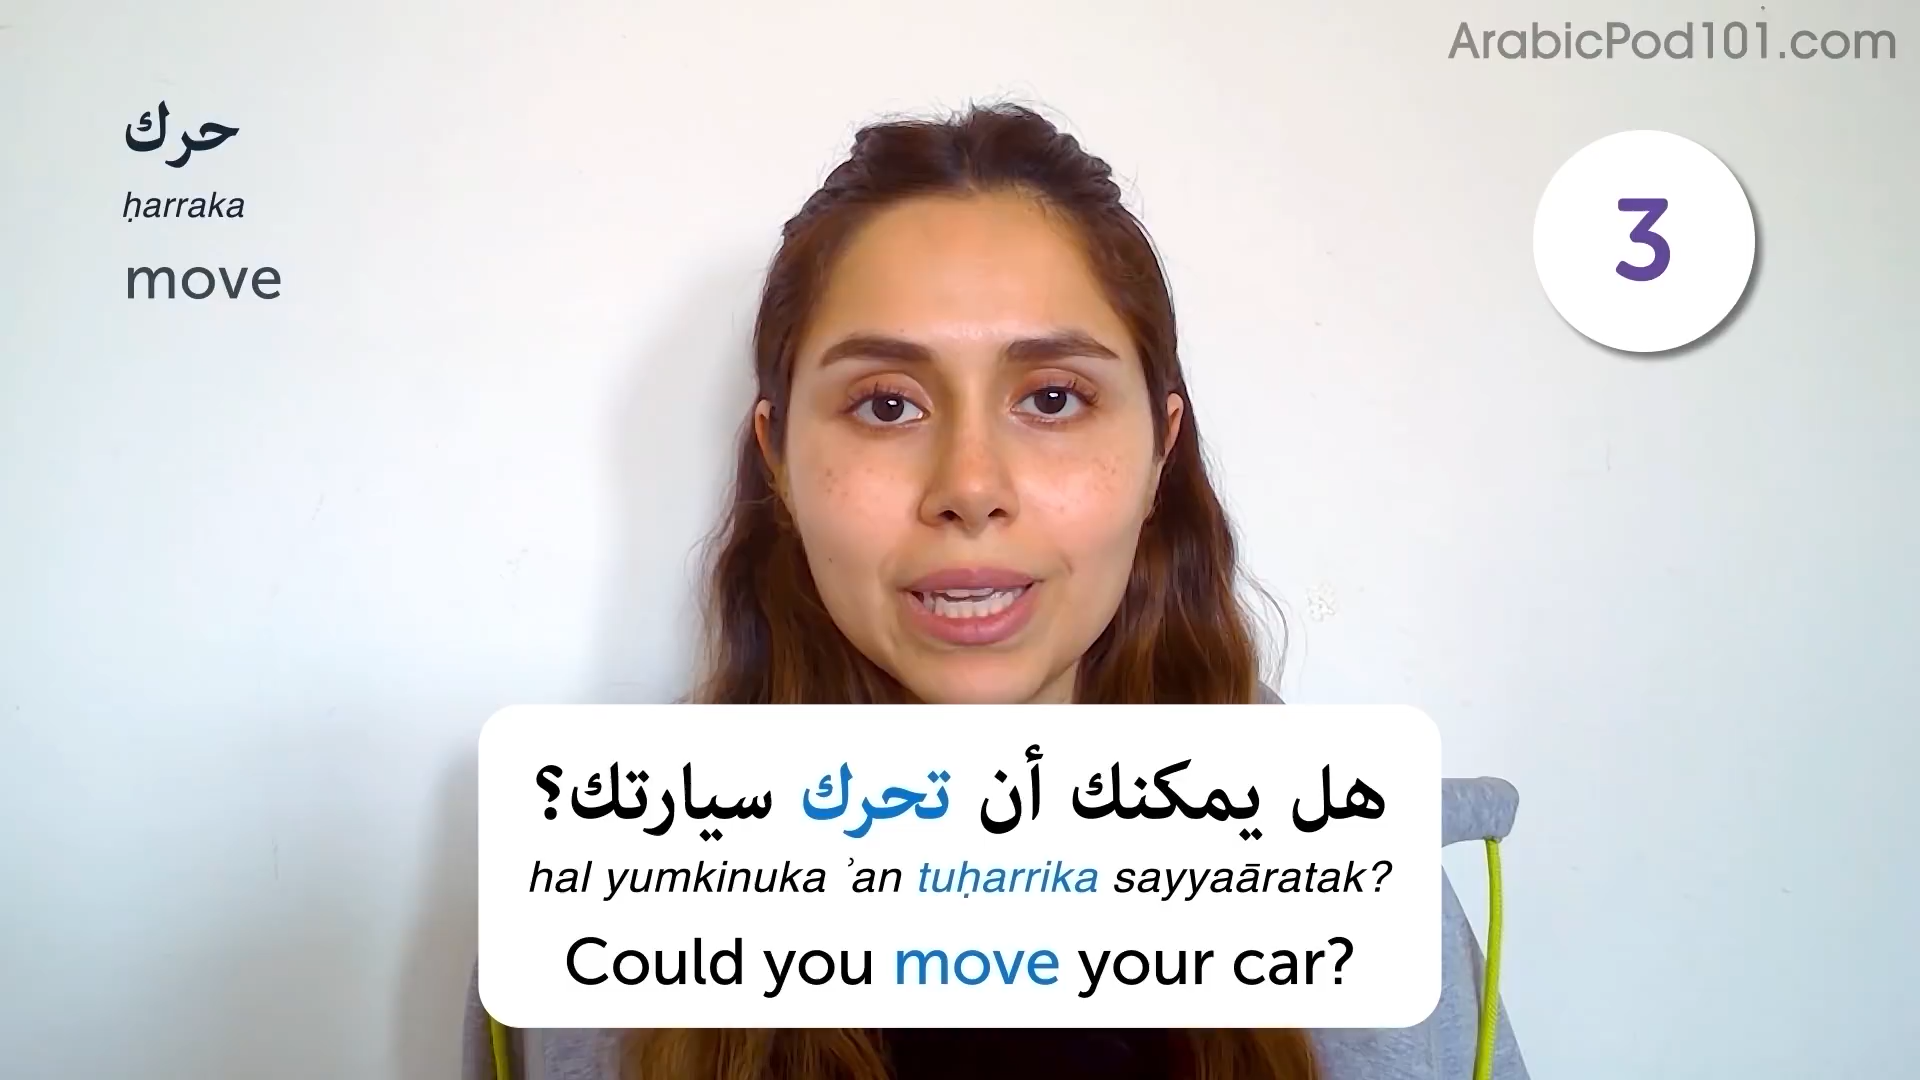 ArabicPod101.com
حرك
ḥarraka
move
3
هل يمكنك أن تحرك سيارتك؟
hal yumkinuka ʾan tuḥarrika sayyaāratak?
Could you move your car?